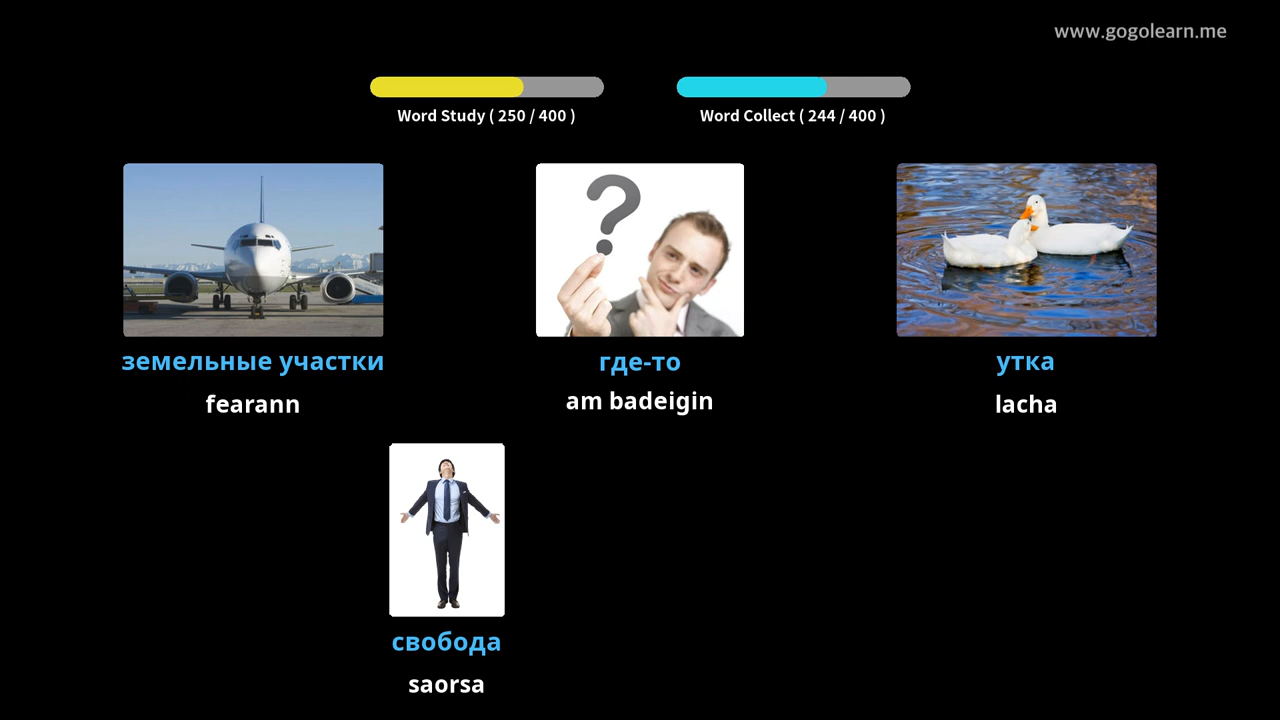 www.gogolearn.me
Word Study ( 250 / 400 )
Word Collect ( 244 / 400 )
земельные участки
где-то
утка
fearann
am badeigin
lacha
свобода
saorsa